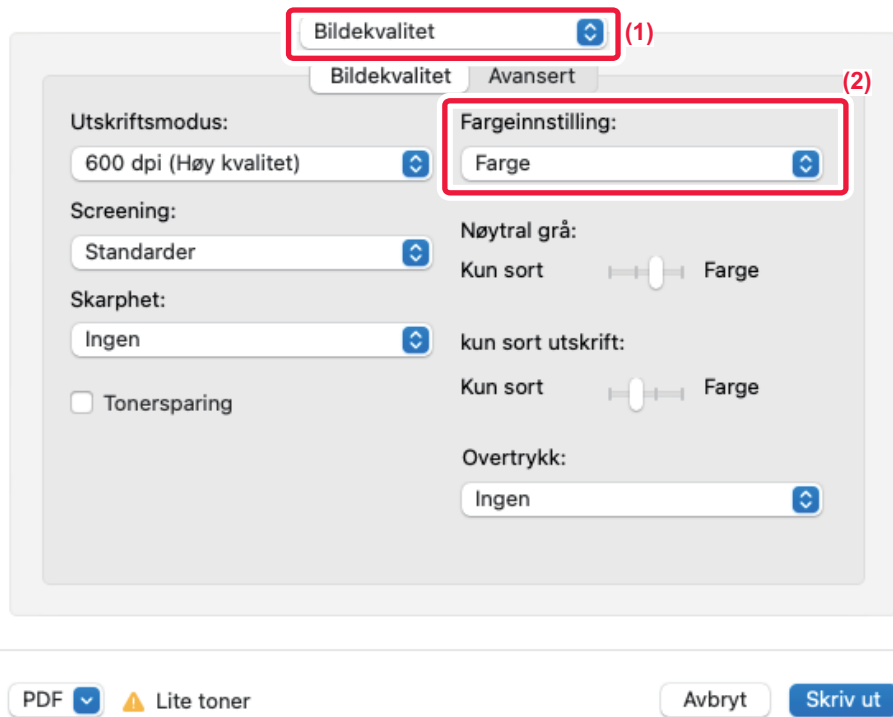 Bildekvalitet
(1)
Bildekvalitet Avansert
(2)
Utskriftsmodus:
600 dpi (Høy kvalitet)
Screening:
Standarder
Skarphet:
Ingen
Tonersparing
Fargeinnstilling:
Farge
Nøytral grå:
Kun sort Farge
kun sort utskrift:
Kun sort Farge
Overtrykk:
Ingen
PDF Lite toner Avbryt Skriv ut